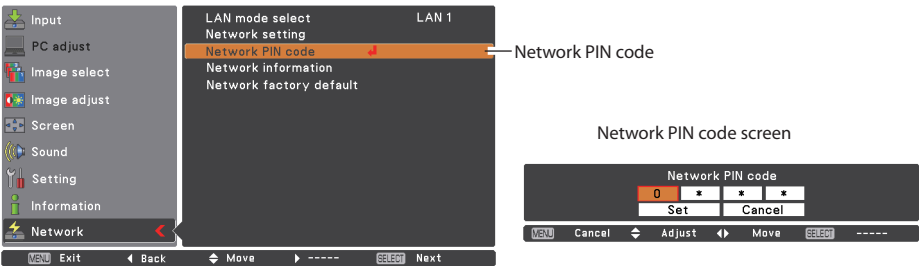 Input
PC adjust
Image select
Image adjust
Screen
Sound
Setting
Information
Network
LAN mode select LAN 1
Network setting
Network PIN code
Network information
Network factory default
MENU Exit Back Move ----- SELECT Next
Network PIN code
Network PIN code screen
Network PIN code
0 * * *
Set Cancel
MENU Cancel Adjust Move SELECT -----